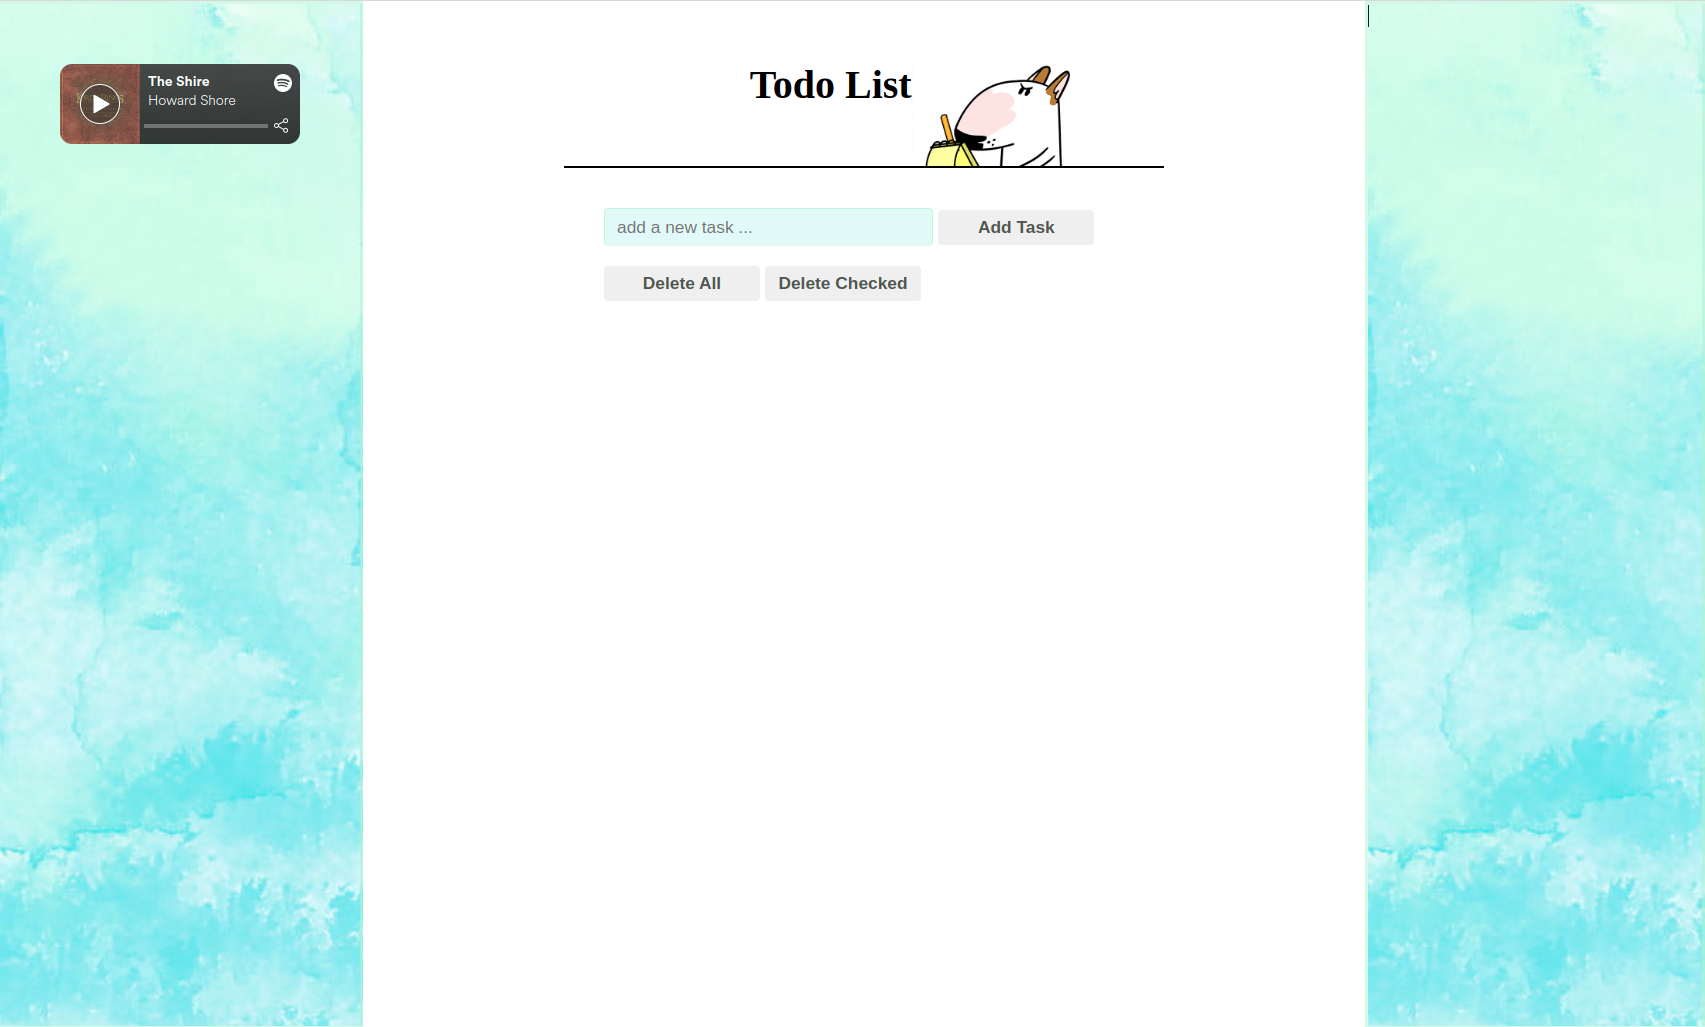 The Shire
Howard Shore
Todo List
add a new task ...
Add Task
Delete All
Delete Checked